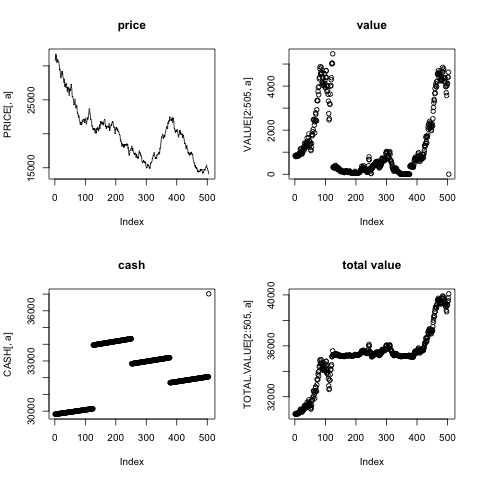 price
PRICE[, a]
15000 25000
0 100 200 300 400 500
Index
value
VALUE[2:505, a]
0 2000 4000
0 100 200 300 400 500
Index
cash
CASH[, a]
30000 33000 36000
0 100 200 300 400 500
Index
total value
TOTAL.VALUE[2:505, a]
32000 36000 40000
0 100 200 300 400 500
Index